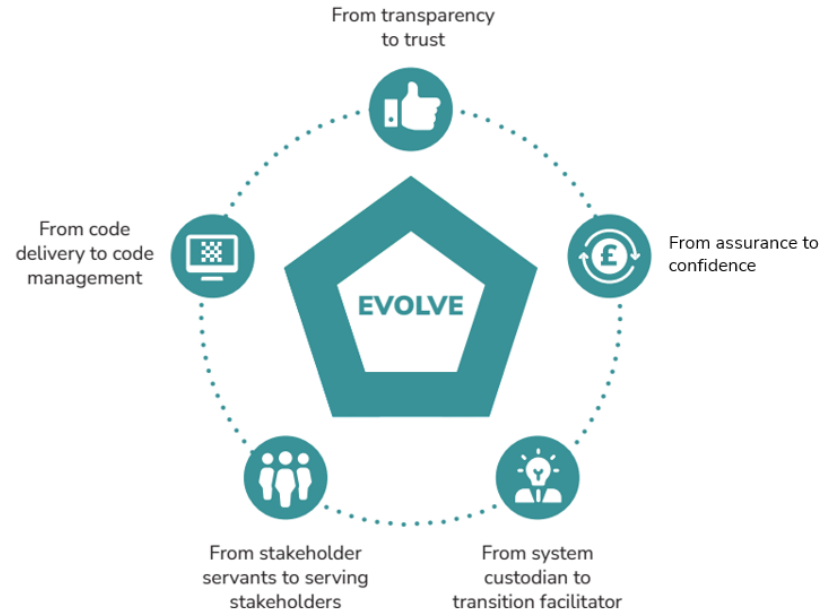 From transparency
to trust
From code
delivery to code
management
From assurance to
confidence
£
EVOLVE
From stakeholder
servants to serving
stakeholders
From system
custodian to
transition facilitator